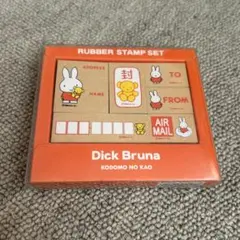 RUBBER STAMP SET
ADDRESS
NAME
封
TO
FROM
AIR
MAIL
Dick Bruna
KODOMO NO KAO